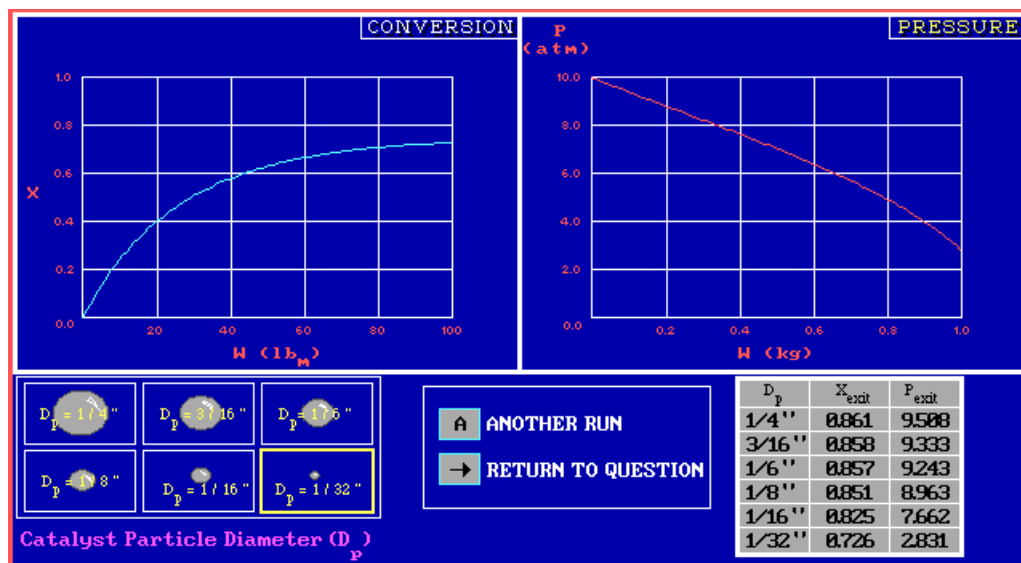 CONVERSION
1.0
0.8
0.6
X
0.4
0.2
0.0
20 40 60 80 100
W (lbM)
P
(atm)
PRESSURE
10.0
8.0
6.0
4.0
2.0
0.0
0.2 0.4 0.6 0.8 1.0
W (kg)
Dp = 1/4"
Dp = 3/16"
Dp = 1/6"
Dp = 1/8"
Dp = 1/16"
Dp = 1/32"
Catalyst Particle Diameter (Dp)
A ANOTHER RUN
→ RETURN TO QUESTION
Dp Xexit Pexit
1/4'' 0.861 9.508
3/16'' 0.858 9.333
1/6'' 0.857 9.243
1/8'' 0.851 8.963
1/16'' 0.825 7.662
1/32'' 0.726 2.831